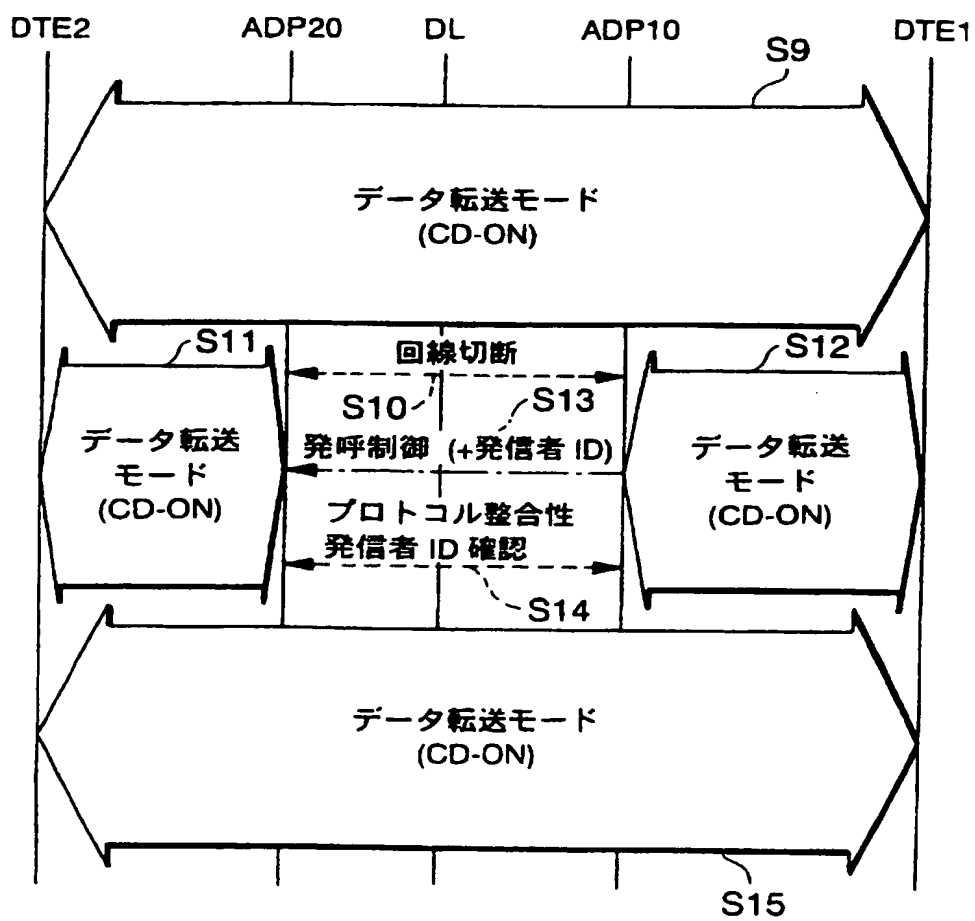 DTE2 ADP20 DL ADP10 DTE1
S9
データ転送モード
(CD-ON)
S11
回線切断
S12
S10
S13
データ転送
モード
(CD-ON)
発呼制御 (+発信者 ID)
プロトコル整合性
発信者 ID 確認
S14
データ転送
モード
(CD-ON)
データ転送モード
(CD-ON)
S15